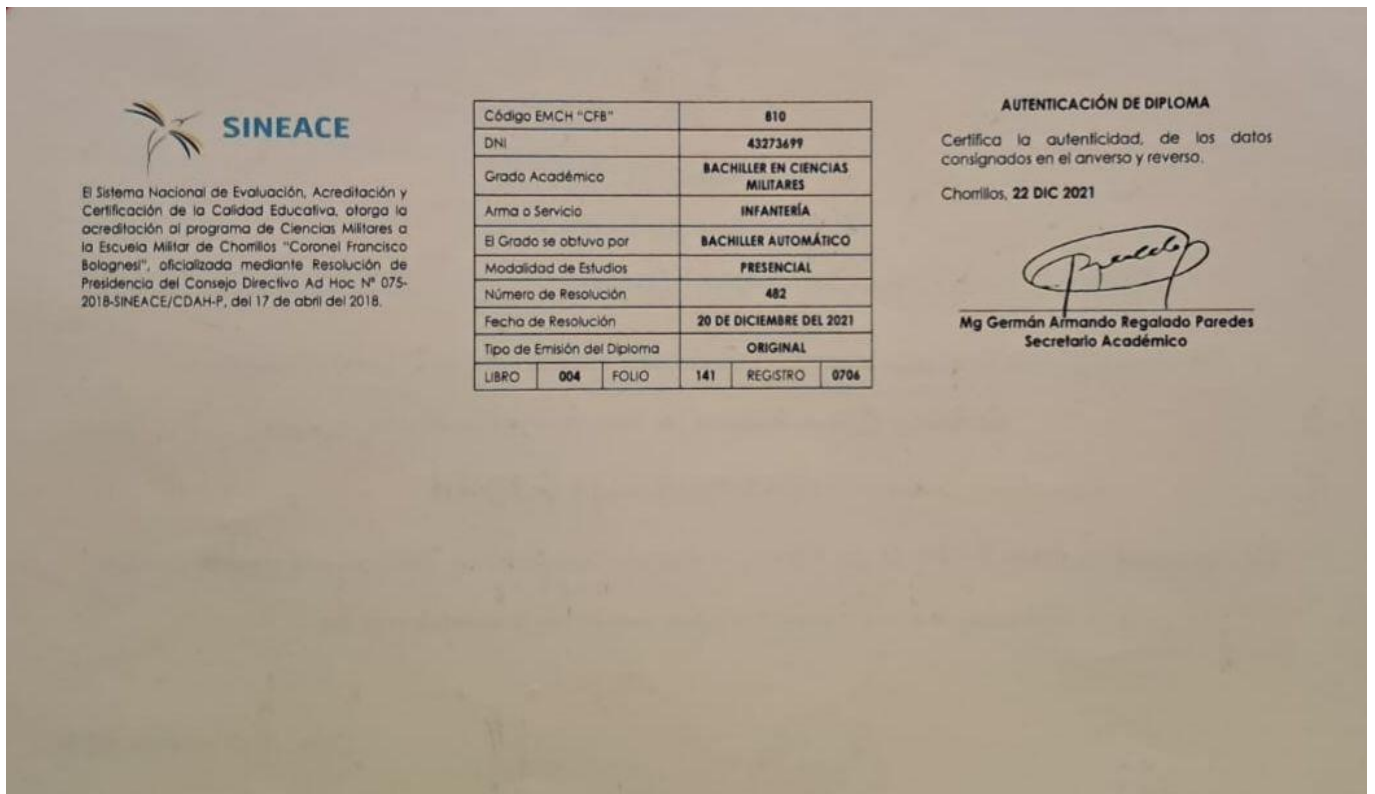 SINEACE
El Sistema Nacional de Evaluación, Acreditación y
Certificación de la Calidad Educativa, otorga la
acreditación al programa de Ciencias Militares a
la Escuela Militar de Chorrillos "Coronel Francisco
Bolognesi", oficializada mediante Resolución de
Presidencia del Consejo Directivo Ad Hoc N° 075-
2018-SINEACE/CDAH-P, del 17 de abril del 2018.
Código EMCH "CFB" 810
DNI 43273699
Grado Académico BACHILLER EN CIENCIAS
MILITARES
Arma o Servicio INFANTERÍA
El Grado se obtuvo por BACHILLER AUTOMÁTICO
Modalidad de Estudios PRESENCIAL
Número de Resolución 482
Fecha de Resolución 20 DE DICIEMBRE DEL 2021
Tipo de Emisión del Diploma ORIGINAL
LIBRO 004 FOLIO 141 REGISTRO 0706
AUTENTICACIÓN DE DIPLOMA
Certifica la autenticidad, de los datos
consignados en el anverso y reverso.
Chorrillos, 22 DIC 2021
Mg Germán Armando Regalado Paredes
Secretario Académico